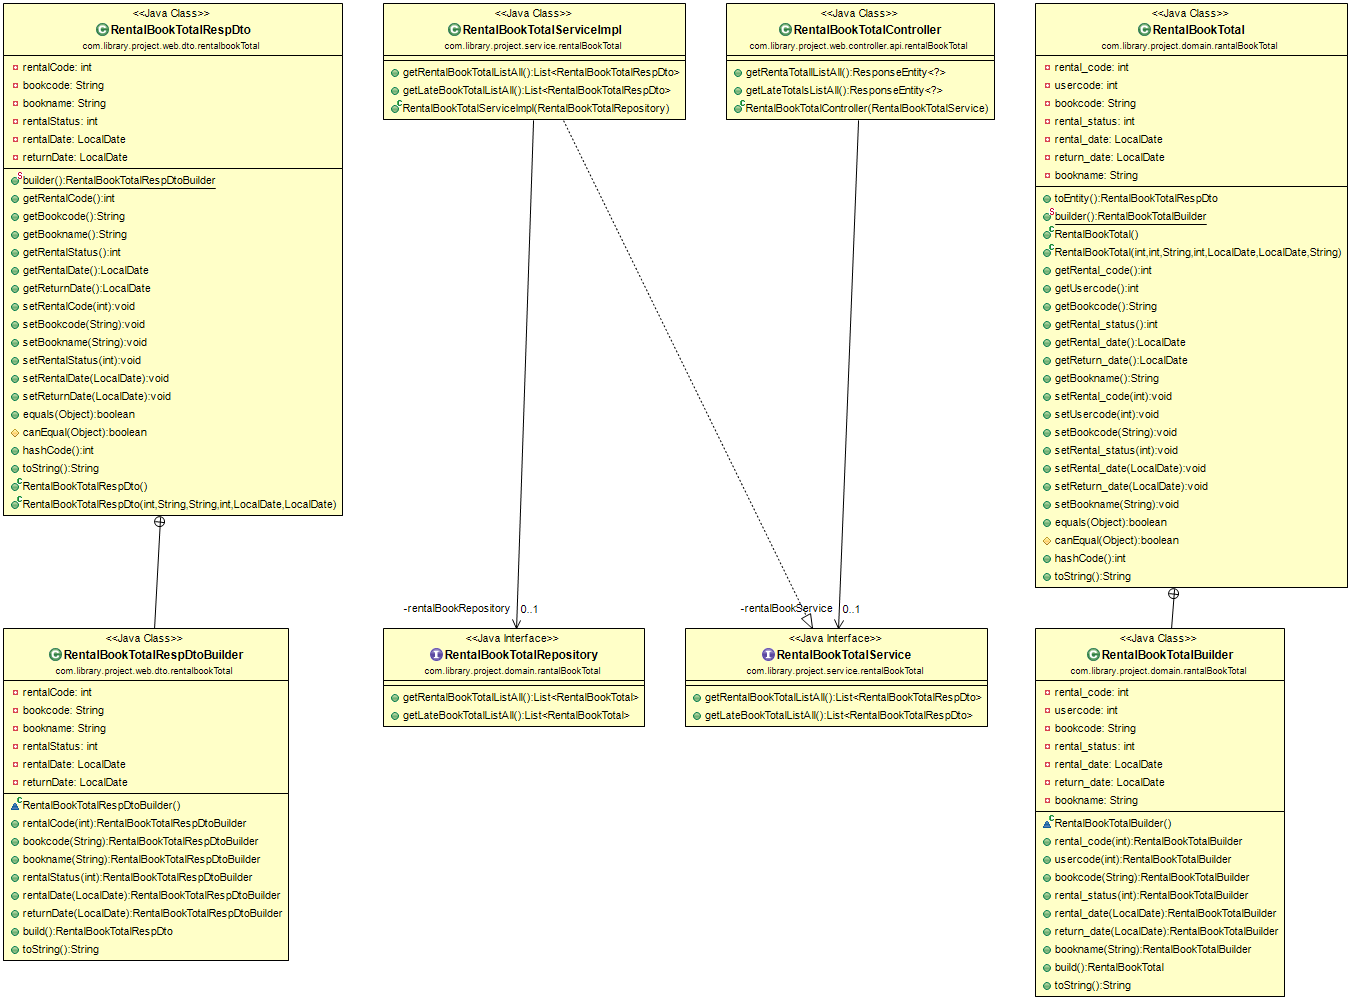 <<Java Class>>
RentalBookTotalRespDto
com.library.project.web.dto.rentalbookTotal
rentalCode: int
bookcode: String
bookname: String
rentalStatus: int
rentalDate: LocalDate
returnDate: LocalDate
builder():RentalBookTotalRespDtoBuilder
getRentalCode():int
getBookcode():String
getBookname():String
getRentalStatus():int
getRentalDate():LocalDate
getReturnDate():LocalDate
setRentalCode(int):void
setBookcode(String):void
setBookname(String):void
setRentalStatus(int):void
setRentalDate(LocalDate):void
setReturnDate(LocalDate):void
equals(Object):boolean
canEqual(Object):boolean
hashCode():int
toString():String
RentalBookTotalRespDto()
RentalBookTotalRespDto(int,String,String,int,LocalDate,LocalDate)
<<Java Class>>
RentalBookTotalServiceImpl
com.library.project.service.rentalBookTotal
getRentalBookTotalListAll():List<RentalBookTotalRespDto>
getLateBookTotalListAll():List<RentalBookTotalRespDto>
RentalBookTotalServiceImpl(RentalBookTotalRepository)
<<Java Class>>
RentalBookTotalController
com.library.project.web.controller.api.rentalBookTotal
getRentaTotallListAll():ResponseEntity<?>
getLateTotalsListAll():ResponseEntity<?>
RentalBookTotalController(RentalBookTotalService)
<<Java Class>>
RentalBookTotal
com.library.project.domain.rantalBookTotal
rental_code: int
usercode: int
bookcode: String
rental_status: int
rental_date: LocalDate
return_date: LocalDate
bookname: String
toEntity():RentalBookTotalRespDto
builder():RentalBookTotalBuilder
RentalBookTotal()
RentalBookTotal(int,int,String,int,LocalDate,LocalDate,String)
getRental_code():int
getUsercode():int
getBookcode():String
getRental_status():int
getRental_date():LocalDate
getReturn_date():LocalDate
getBookname():String
setRental_code(int):void
setUsercode(int):void
setBookcode(String):void
setRental_status(int):void
setRental_date(LocalDate):void
setReturn_date(LocalDate):void
setBookname(String):void
equals(Object):boolean
canEqual(Object):boolean
hashCode():int
toString():String
-rentalBookRepository 0..1
-rentalBookService 0..1
<<Java Class>>
RentalBookTotalRespDtoBuilder
com.library.project.web.dto.rentalbookTotal
rentalCode: int
bookcode: String
bookname: String
rentalStatus: int
rentalDate: LocalDate
returnDate: LocalDate
RentalBookTotalRespDtoBuilder()
rentalCode(int):RentalBookTotalRespDtoBuilder
bookcode(String):RentalBookTotalRespDtoBuilder
bookname(String):RentalBookTotalRespDtoBuilder
rentalStatus(int):RentalBookTotalRespDtoBuilder
rentalDate(LocalDate):RentalBookTotalRespDtoBuilder
returnDate(LocalDate):RentalBookTotalRespDtoBuilder
build():RentalBookTotalRespDto
toString():String
<<Java Interface>>
RentalBookTotalRepository
com.library.project.domain.rantalBookTotal
getRentalBookTotalListAll():List<RentalBookTotal>
getLateBookTotalListAll():List<RentalBookTotal>
<<Java Interface>>
RentalBookTotalService
com.library.project.service.rentalBookTotal
getRentalBookTotalListAll():List<RentalBookTotalRespDto>
getLateBookTotalListAll():List<RentalBookTotalRespDto>
<<Java Class>>
RentalBookTotalBuilder
com.library.project.domain.rantalBookTotal
rental_code: int
usercode: int
bookcode: String
rental_status: int
rental_date: LocalDate
return_date: LocalDate
bookname: String
RentalBookTotalBuilder()
rental_code(int):RentalBookTotalBuilder
usercode(int):RentalBookTotalBuilder
bookcode(String):RentalBookTotalBuilder
rental_status(int):RentalBookTotalBuilder
rental_date(LocalDate):RentalBookTotalBuilder
return_date(LocalDate):RentalBookTotalBuilder
bookname(String):RentalBookTotalBuilder
build():RentalBookTotal
toString():String